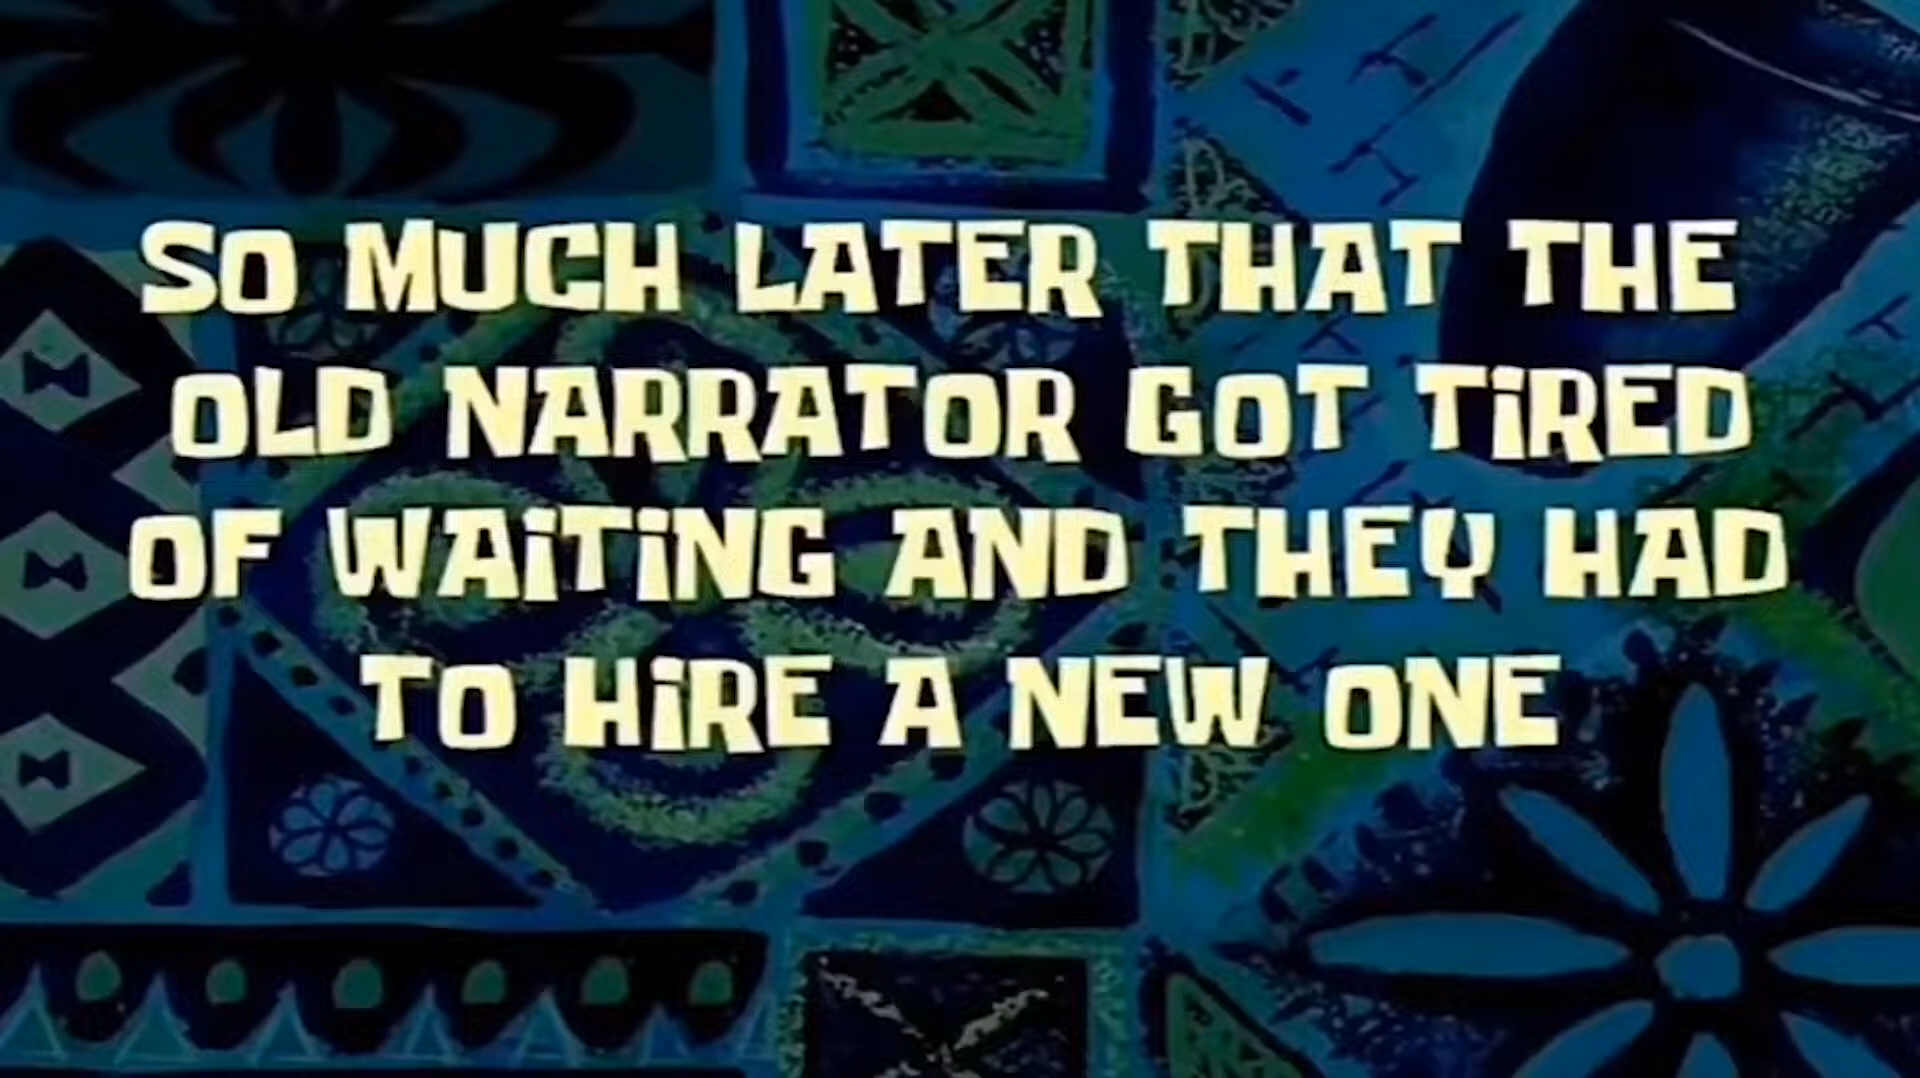 SO MUCH LATER THAT THE
OLD NARRATOR GOT TiRED
OF WAiTiNG AND THEY HAD
TO HiRE A NEW ONE